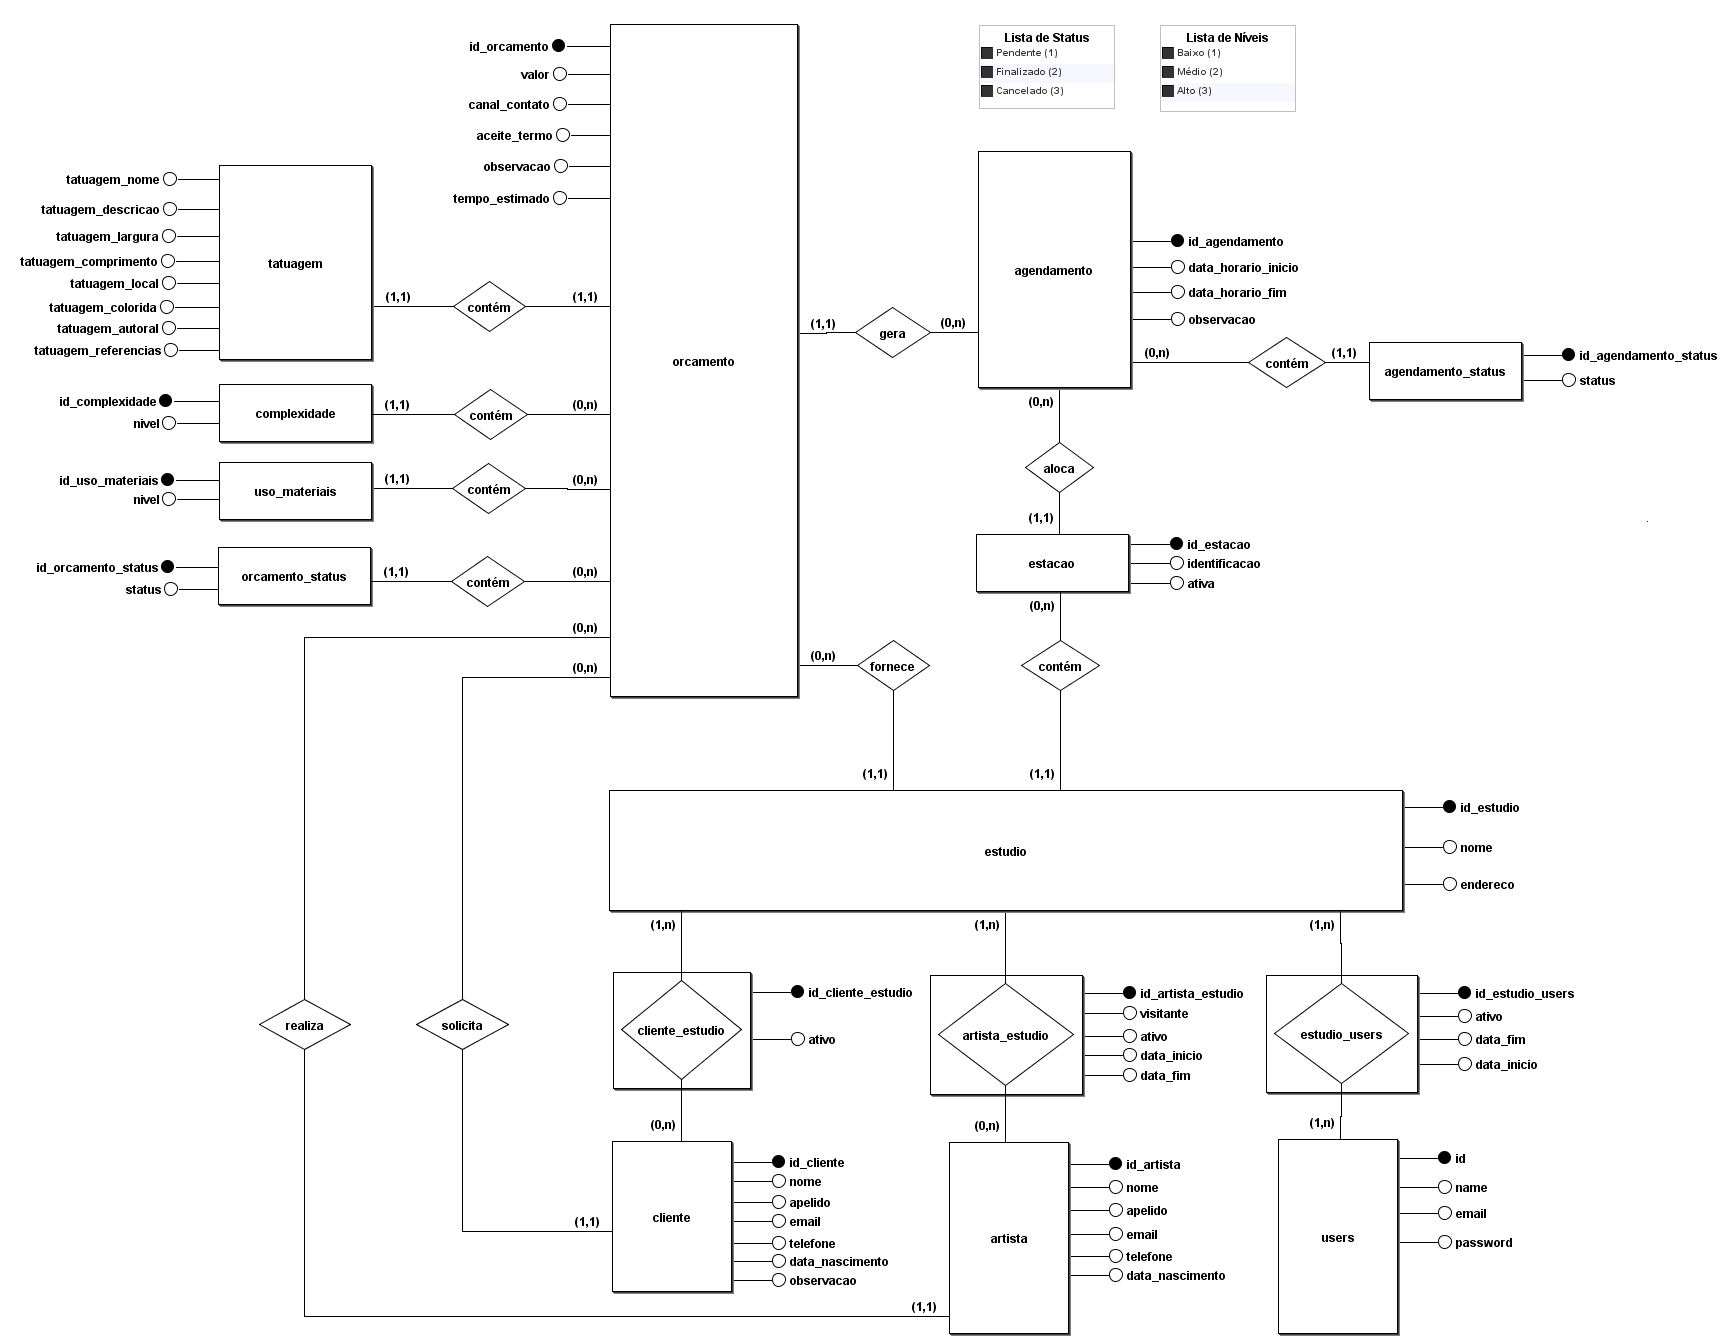 id_orcamento
valor
canal_contato
aceite_termo
observacao
tempo_estimado
Lista de Status
Pendente (1)
Finalizado (2)
Cancelado (3)
Lista de Níveis
Baixo (1)
Médio (2)
Alto (3)
tatuagem_nome
tatuagem_descricao
tatuagem_largura
tatuagem_comprimento
tatuagem_local
tatuagem_colorida
tatuagem_autoral
tatuagem_referencias
tatuagem
(1,1)
contém
(1,1)
orcamento
(1,1)
gera
(0,n)
agendamento
id_agendamento
data_horario_inicio
data_horario_fim
observacao
(0,n)
contém
(1,1)
agendamento_status
id_agendamento_status
status
id_complexidade
nivel
complexidade
(1,1)
contém
(0,n)
id_uso_materiais
nivel
uso_materiais
(1,1)
contém
(0,n)
id_orcamento_status
status
orcamento_status
(1,1)
contém
(0,n)
(0,n)
aloca
(1,1)
estacao
id_estacao
identificacao
ativa
(0,n)
contém
(1,1)
(0,n)
(0,n)
(0,n)
fornece
(1,1)
estudio
id_estudio
nome
endereco
(1,n)
(1,n)
(1,n)
realiza
solicita
cliente_estudio
id_cliente_estudio
ativo
artista_estudio
id_artista_estudio
visitante
ativo
data_inicio
data_fim
estudio_users
id_estudio_users
ativo
data_fim
data_inicio
(0,n)
(0,n)
(1,n)
(1,1)
cliente
id_cliente
nome
apelido
email
telefone
data_nascimento
observacao
(1,1)
artista
id_artista
nome
apelido
email
telefone
data_nascimento
users
id
name
email
password